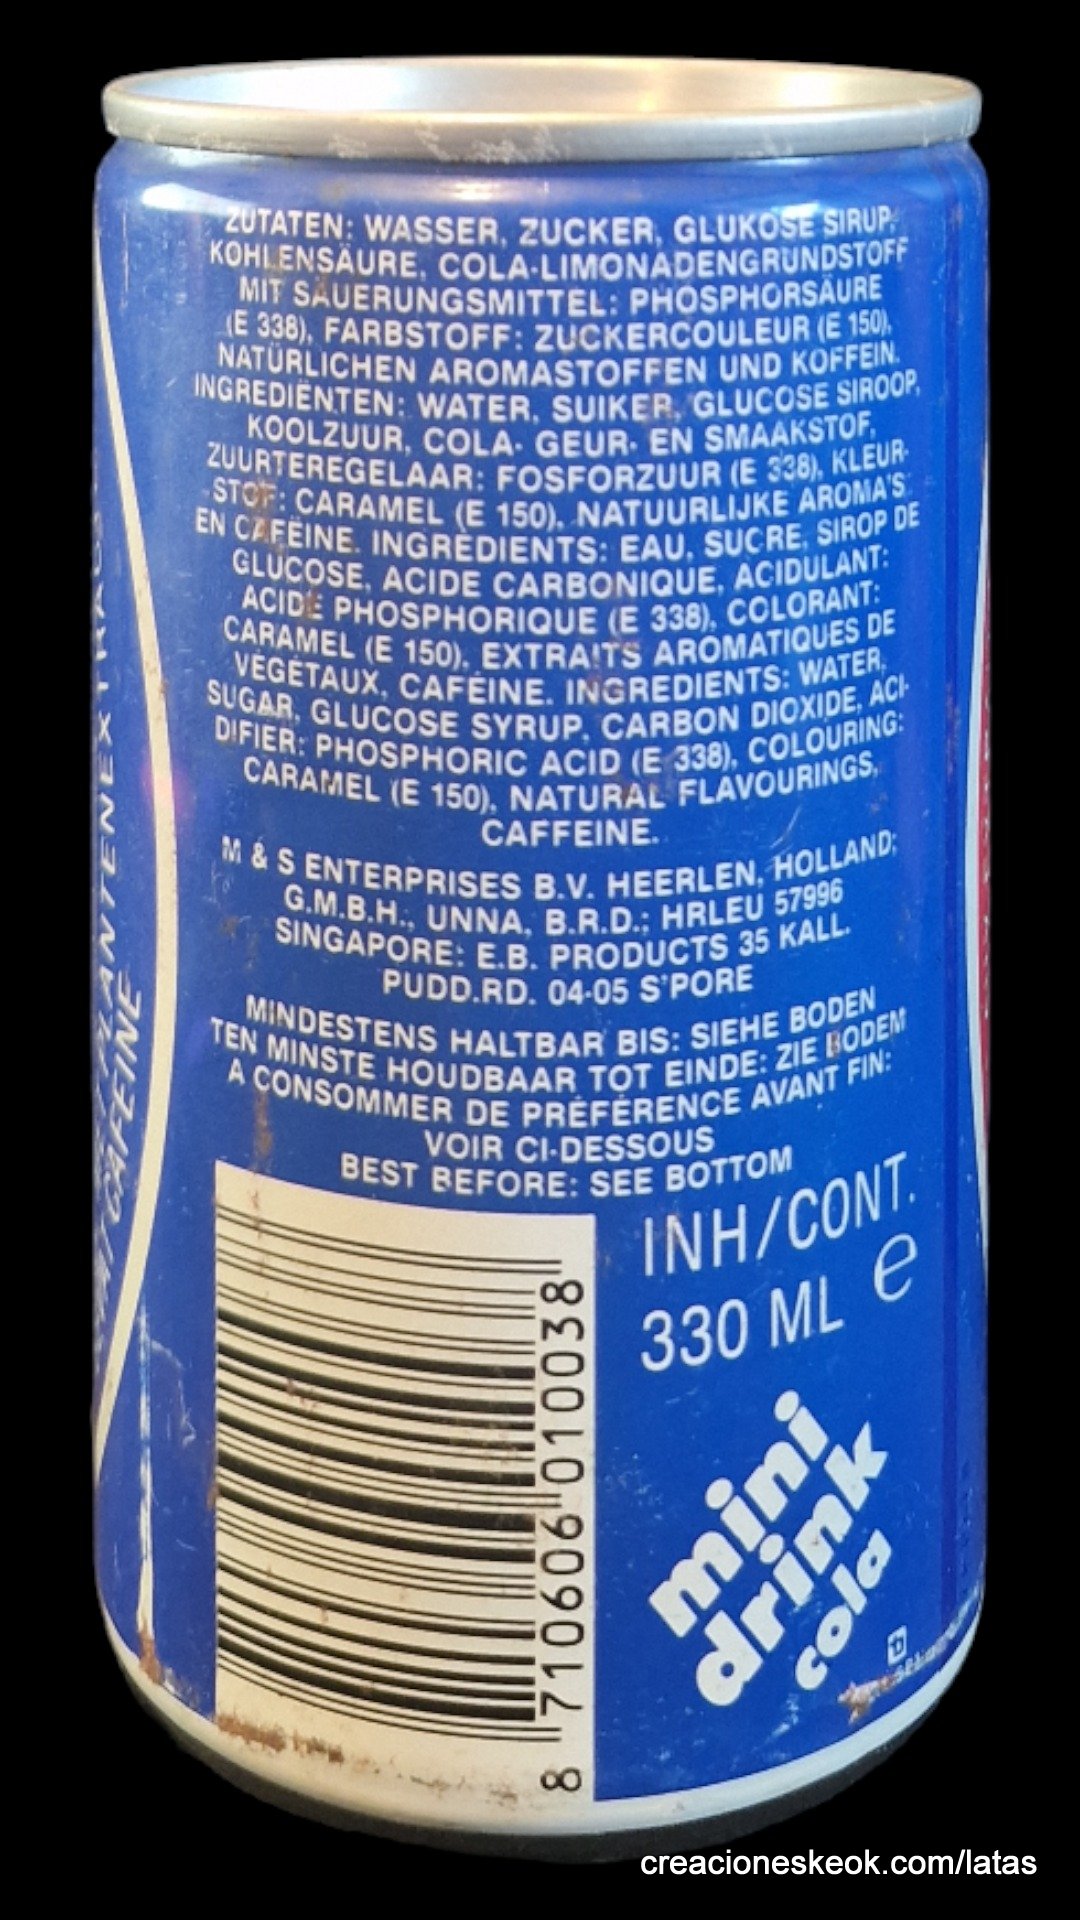 ZUTATEN: WASSER, ZUCKER, GLUKOSE SIRUP,
KOHLENSÄURE, COLA-LIMONADENGRUNDSTOFF
MIT SÄUERUNGSMITTEL: PHOSPHORSÄURE
(E 338), FARBSTOFF: ZUCKERCOULEUR (E 150),
NATÜRLICHEN AROMASTOFFEN UND KOFFEIN.
INGREDIËNTEN: WATER, SUIKER, GLUCOSE SIROOP,
KOOLZUUR, COLA- GEUR- EN SMAAKSTOF,
ZUURTEREGELAAR: FOSFORZUUR (E 338), KLEUR-
STOF: CARAMEL (E 150), NATUURLIJKE AROMA'S
EN CAFEÏNE. INGRÉDIENTS: EAU, SUCRE, SIROP DE
GLUCOSE, ACIDE CARBONIQUE, ACIDULANT:
ACIDE PHOSPHORIQUE (E 338), COLORANT:
CARAMEL (E 150), EXTRAITS AROMATIQUES DE
VÉGÉTAUX, CAFÉINE. INGREDIENTS: WATER,
SUGAR, GLUCOSE SYRUP, CARBON DIOXIDE, ACI-
DIFIER: PHOSPHORIC ACID (E 338), COLOURING:
CARAMEL (E 150), NATURAL FLAVOURINGS,
CAFFEINE.
M & S ENTERPRISES B.V. HEERLEN, HOLLAND;
G.M.B.H., UNNA, B.R.D.; HRLEU 57996
SINGAPORE: E.B. PRODUCTS 35 KALL.
PUDD.RD. 04-05 S'PORE
MINDESTENS HALTBAR BIS: SIEHE BODEN
TEN MINSTE HOUDBAAR TOT EINDE: ZIE BODEM
A CONSOMMER DE PRÉFÉRENCE AVANT FIN:
VOIR CI-DESSOUS
BEST BEFORE: SEE BOTTOM
INH/CONT.
330 ML e
8 710606 010038
mini
drink
cola
CAFEINE
creacioneskeok.com/latas